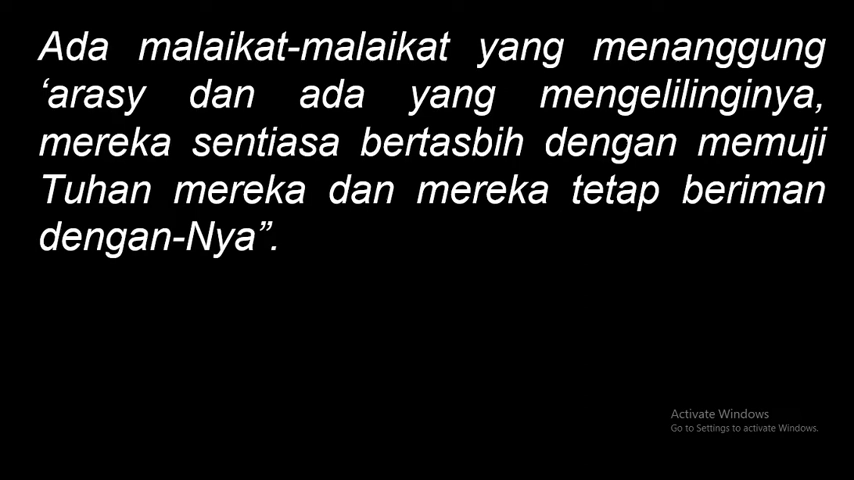 Ada malaikat-malaikat yang menanggung
‘arasy dan ada yang mengelilinginya,
mereka sentiasa bertasbih dengan memuji
Tuhan mereka dan mereka tetap beriman
dengan-Nya”.
Activate Windows
Go to Settings to activate Windows.